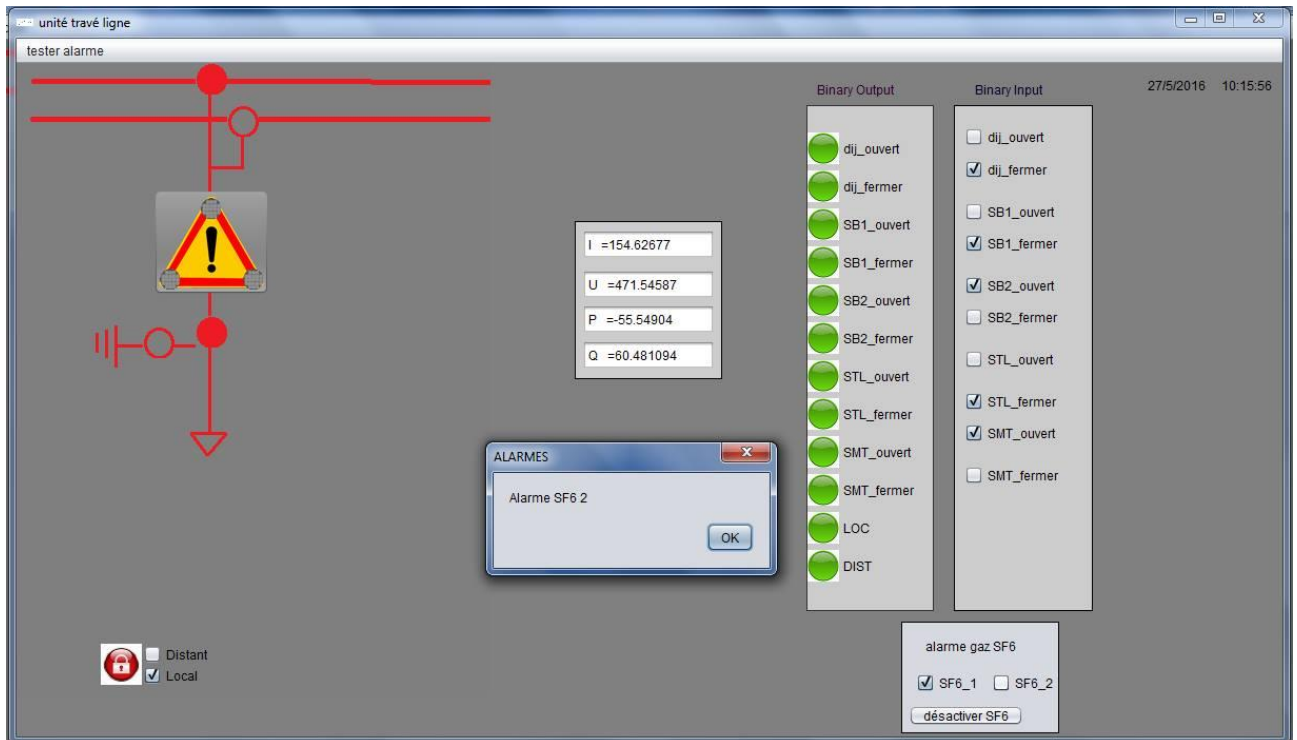 unité travé ligne
tester alarme
27/5/2016 10:15:56
Binary Output
dij_ouvert
dij_fermer
SB1_ouvert
SB1_fermer
SB2_ouvert
SB2_fermer
STL_ouvert
STL_fermer
SMT_ouvert
SMT_fermer
LOC
DIST
Binary Input
dij_ouvert
dij_fermer
SB1_ouvert
SB1_fermer
SB2_ouvert
SB2_fermer
STL_ouvert
STL_fermer
SMT_ouvert
SMT_fermer
I =154.62677
U =471.54587
P =-55.54904
Q =60.481094
ALARMES
Alarme SF6 2
OK
Distant
Local
alarme gaz SF6
SF6_1 SF6_2
désactiver SF6